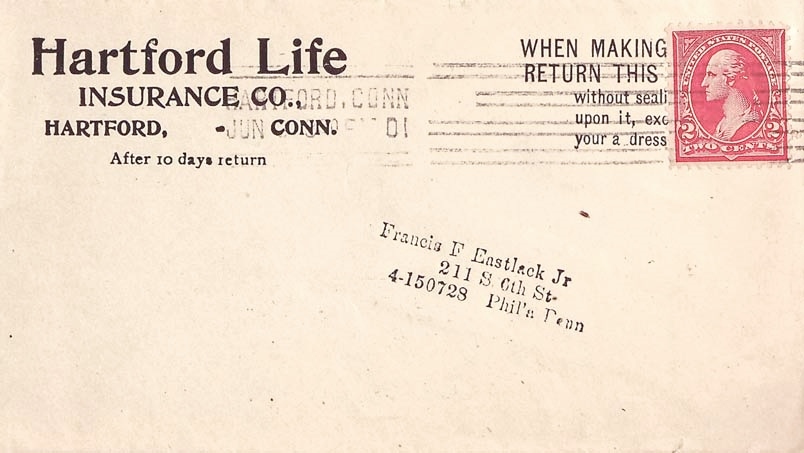 Hartford Life
INSURANCE CO.,
HARTFORD, CONN.
After 10 days return
HARTFORD, CONN
JUN 01
WHEN MAKING
RETURN THIS
without seali
upon it, exc
your a dress
UNITED STATES POSTAGE
2 2
TWO CENTS
Francis F Eastlack Jr
211 S. 6th St-
4-150728 Phil'a Penn